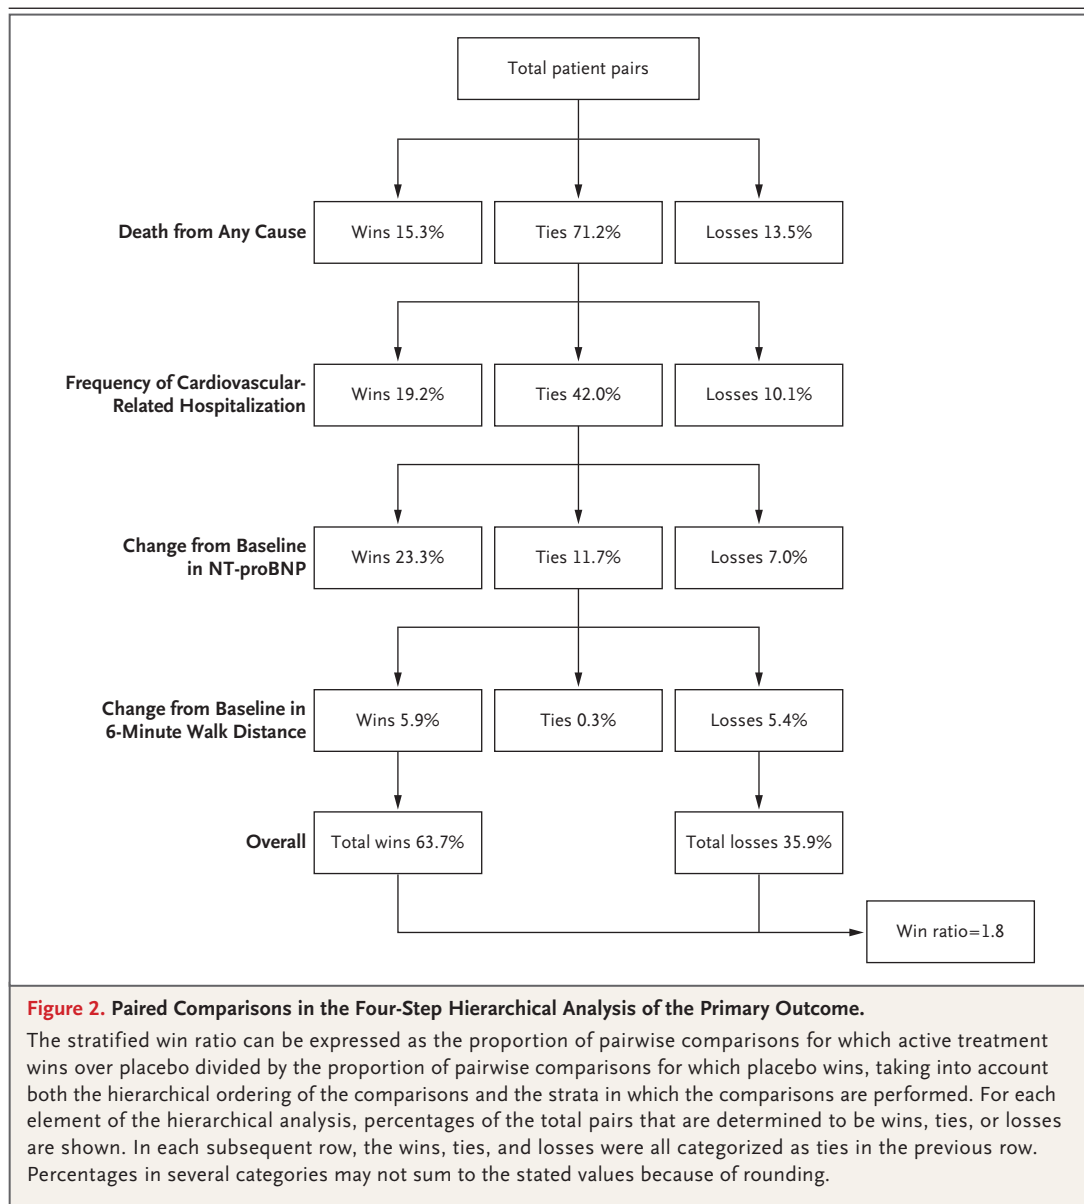 Total patient pairs
Death from Any Cause
Wins 15.3%
Ties 71.2%
Losses 13.5%
Frequency of Cardiovascular-
Related Hospitalization
Wins 19.2%
Ties 42.0%
Losses 10.1%
Change from Baseline
in NT-proBNP
Wins 23.3%
Ties 11.7%
Losses 7.0%
Change from Baseline in
6-Minute Walk Distance
Wins 5.9%
Ties 0.3%
Losses 5.4%
Overall
Total wins 63.7%
Total losses 35.9%
Win ratio=1.8
Figure 2. Paired Comparisons in the Four-Step Hierarchical Analysis of the Primary Outcome.
The stratified win ratio can be expressed as the proportion of pairwise comparisons for which active treatment
wins over placebo divided by the proportion of pairwise comparisons for which placebo wins, taking into account
both the hierarchical ordering of the comparisons and the strata in which the comparisons are performed. For each
element of the hierarchical analysis, percentages of the total pairs that are determined to be wins, ties, or losses
are shown. In each subsequent row, the wins, ties, and losses were all categorized as ties in the previous row.
Percentages in several categories may not sum to the stated values because of rounding.